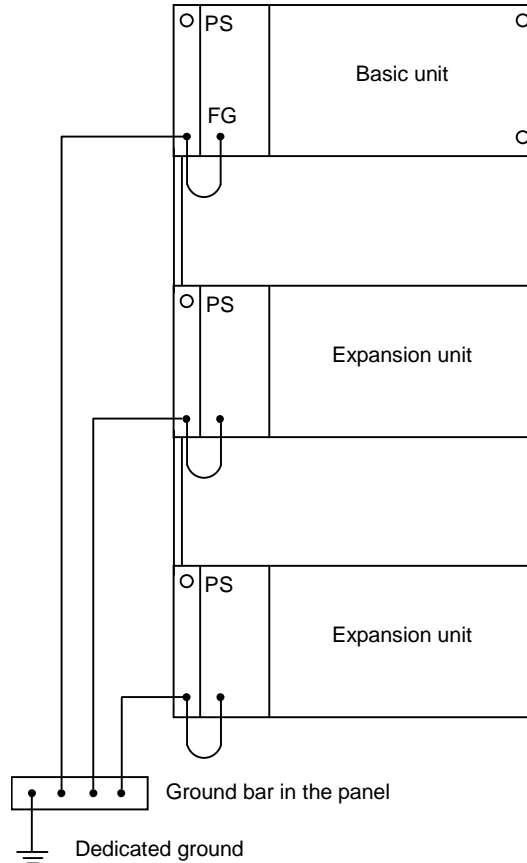 PS
Basic unit
FG
PS
Expansion unit
PS
Expansion unit
Ground bar in the panel
Dedicated ground